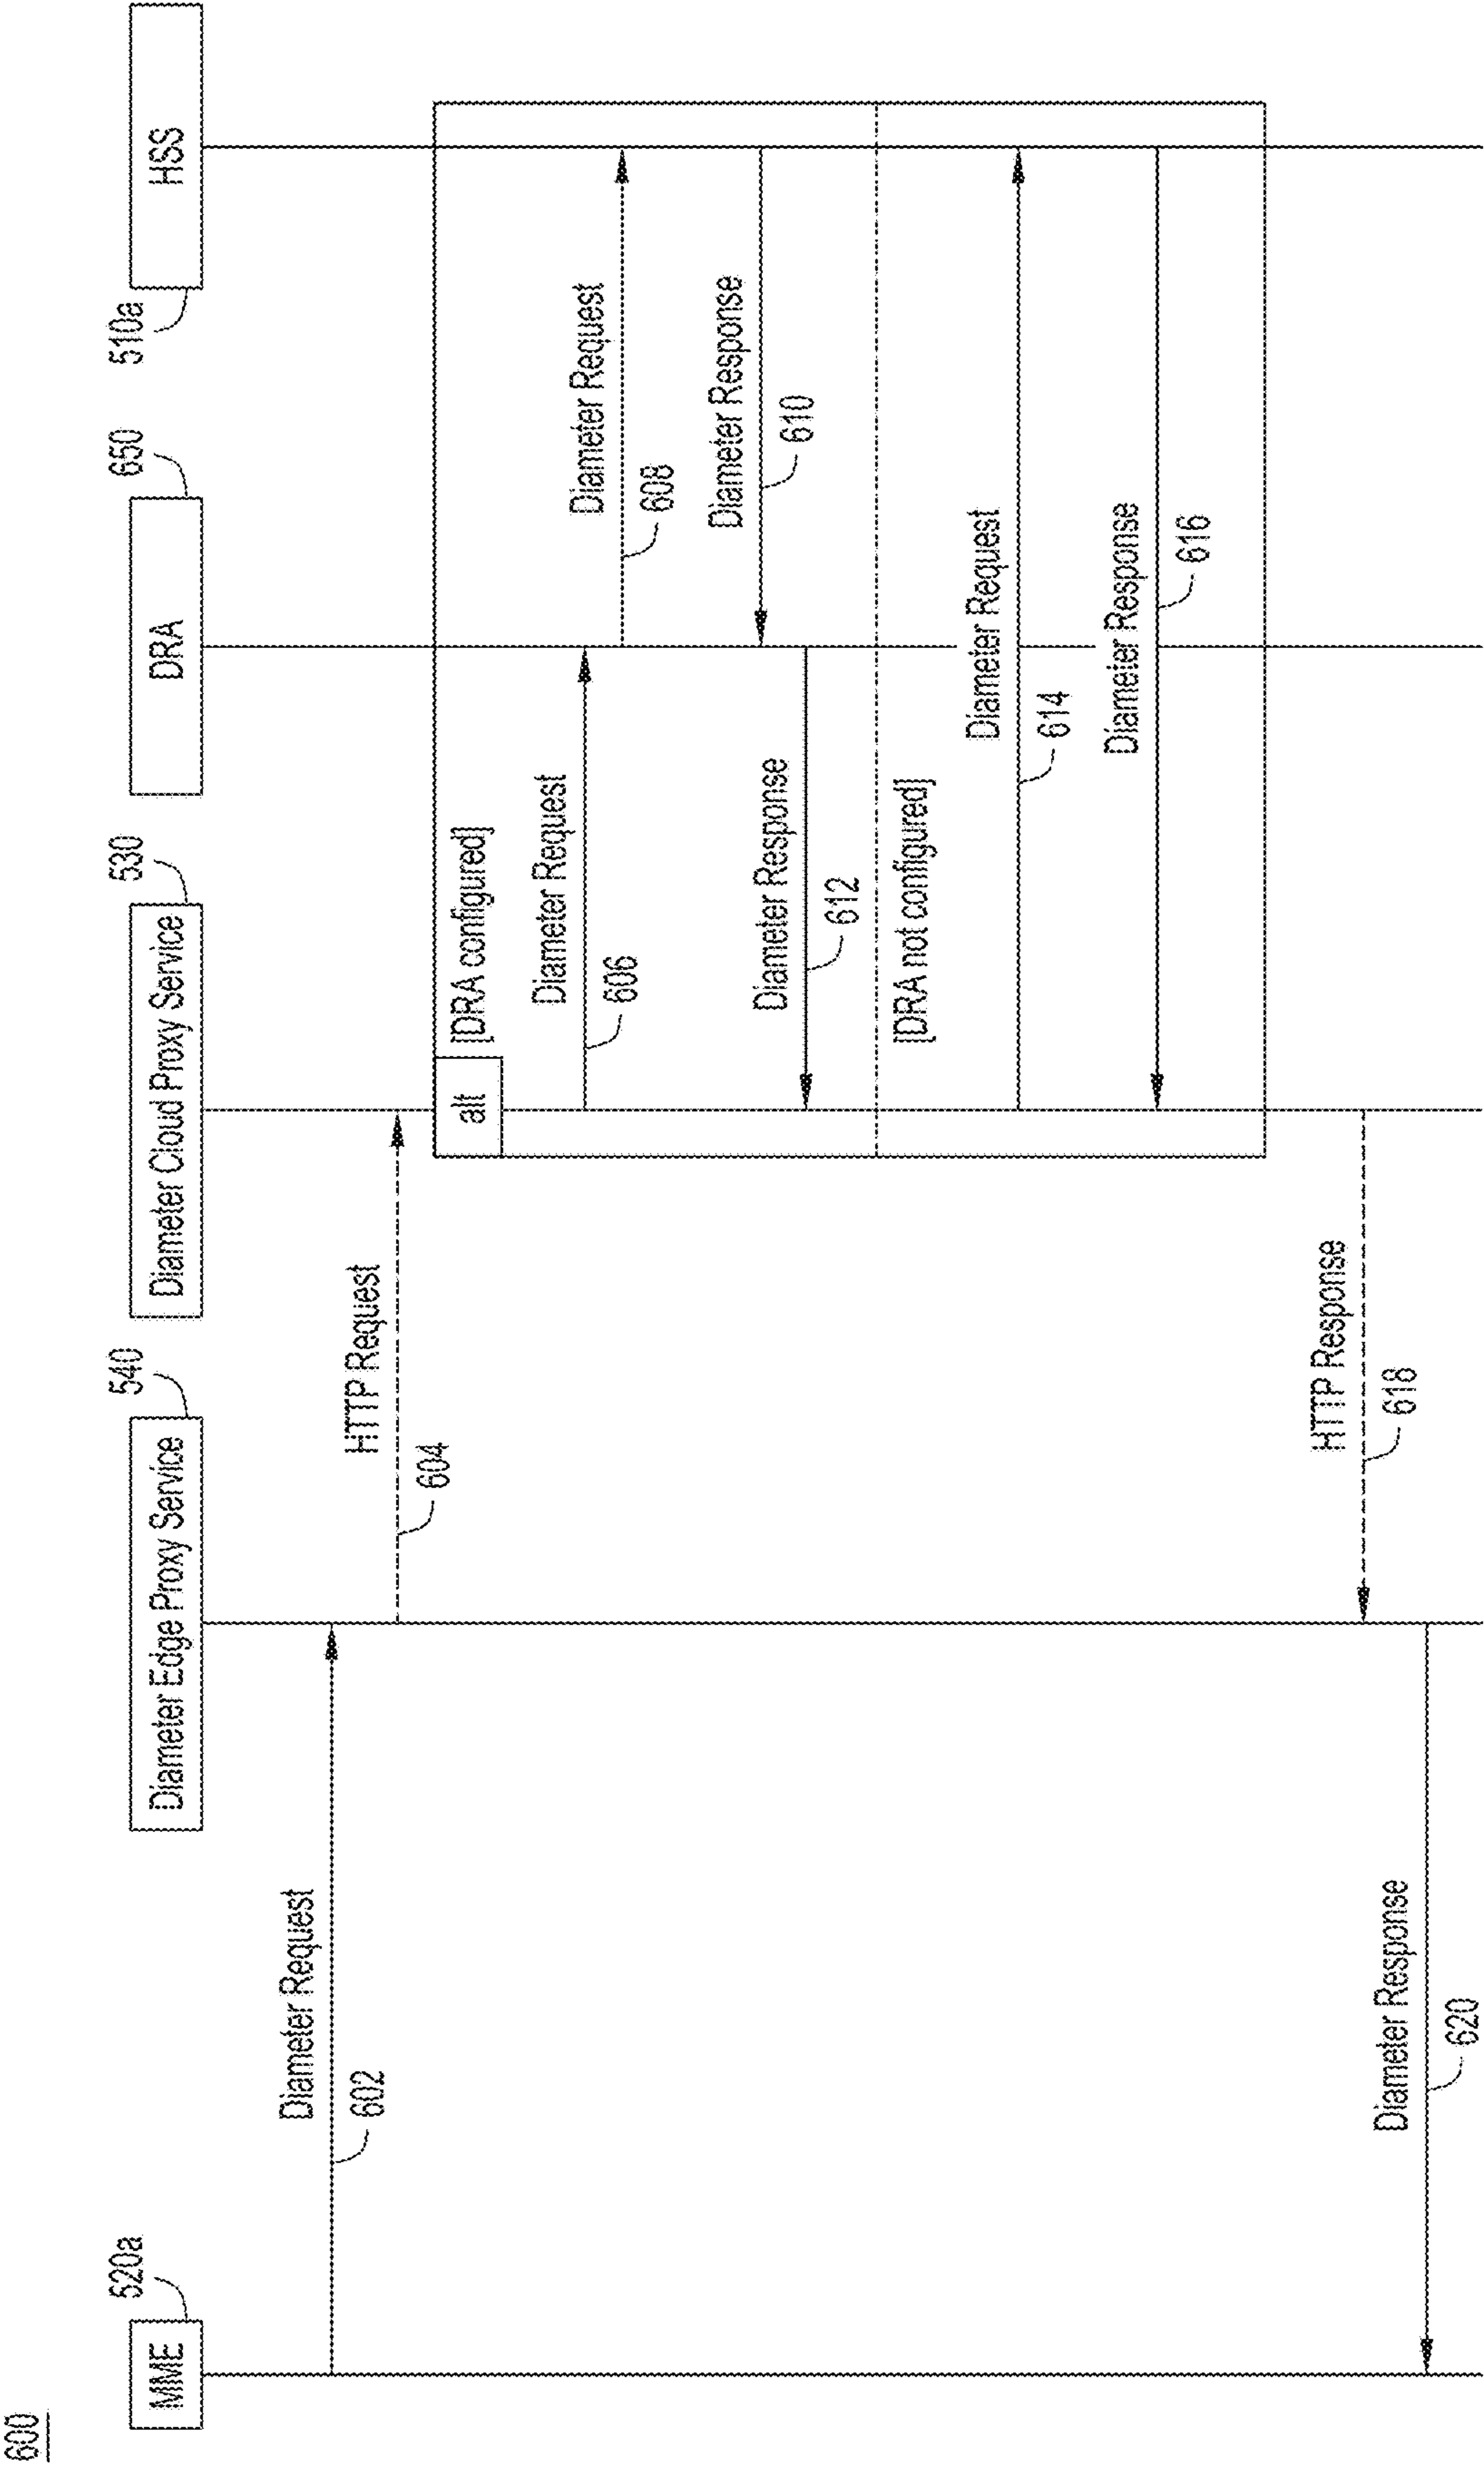 600
MME
520a
Diameter Edge Proxy Service
540
Diameter Cloud Proxy Service
530
DRA
650
HSS
510a
Diameter Request
602
HTTP Request
604
alt
[DRA configured]
Diameter Request
606
Diameter Request
608
Diameter Response
610
Diameter Response
612
[DRA not configured]
Diameter Request
614
Diameter Response
616
HTTP Response
618
Diameter Response
620